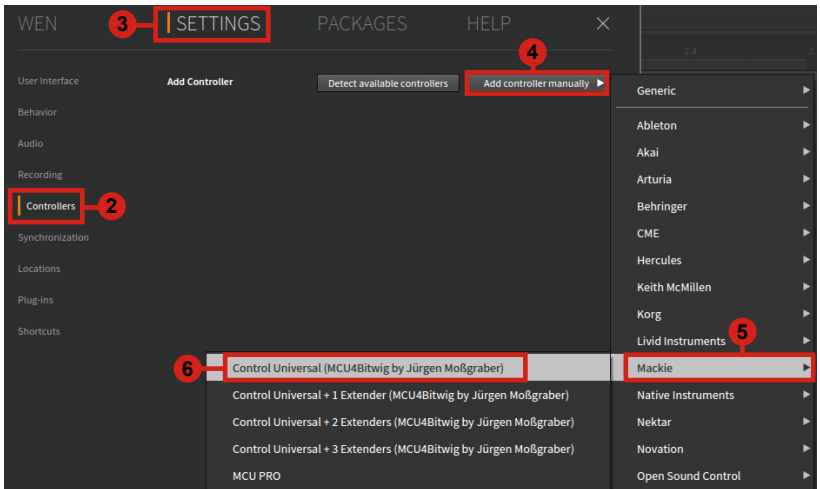 WEN
3
SETTINGS
PACKAGES
HELP
4
2.4
3.
User Interface
Add Controller
Detect available controllers
Add controller manually
Generic
Behavior
Ableton
Audio
Akai
Recording
Arturia
Controllers
2
Behringer
Synchronization
CME
Locations
Hercules
Plug-ins
Keith McMillen
Shortcuts
Korg
Livid Instruments
5
6
Control Universal (MCU4Bitwig by Jürgen Moßgraber)
Mackie
Control Universal + 1 Extender (MCU4Bitwig by Jürgen Moßgraber)
Native Instruments
Control Universal + 2 Extenders (MCU4Bitwig by Jürgen Moßgraber)
Nektar
Control Universal + 3 Extenders (MCU4Bitwig by Jürgen Moßgraber)
Novation
MCU PRO
Open Sound Control